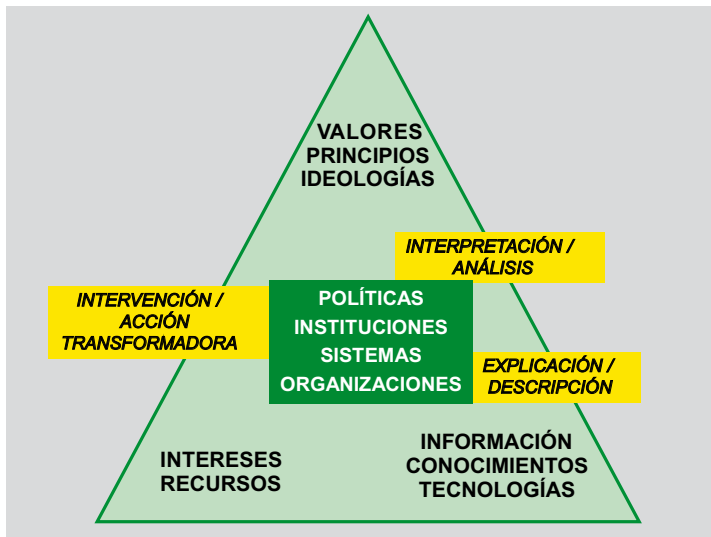 VALORES
PRINCIPIOS
IDEOLOGÍAS
INTERPRETACIÓN /
ANÁLISIS
INTERVENCIÓN /
ACCIÓN
TRANSFORMADORA
POLÍTICAS
INSTITUCIONES
SISTEMAS
ORGANIZACIONES
EXPLICACIÓN /
DESCRIPCIÓN
INTERESES
RECURSOS
INFORMACIÓN
CONOCIMIENTOS
TECNOLOGÍAS